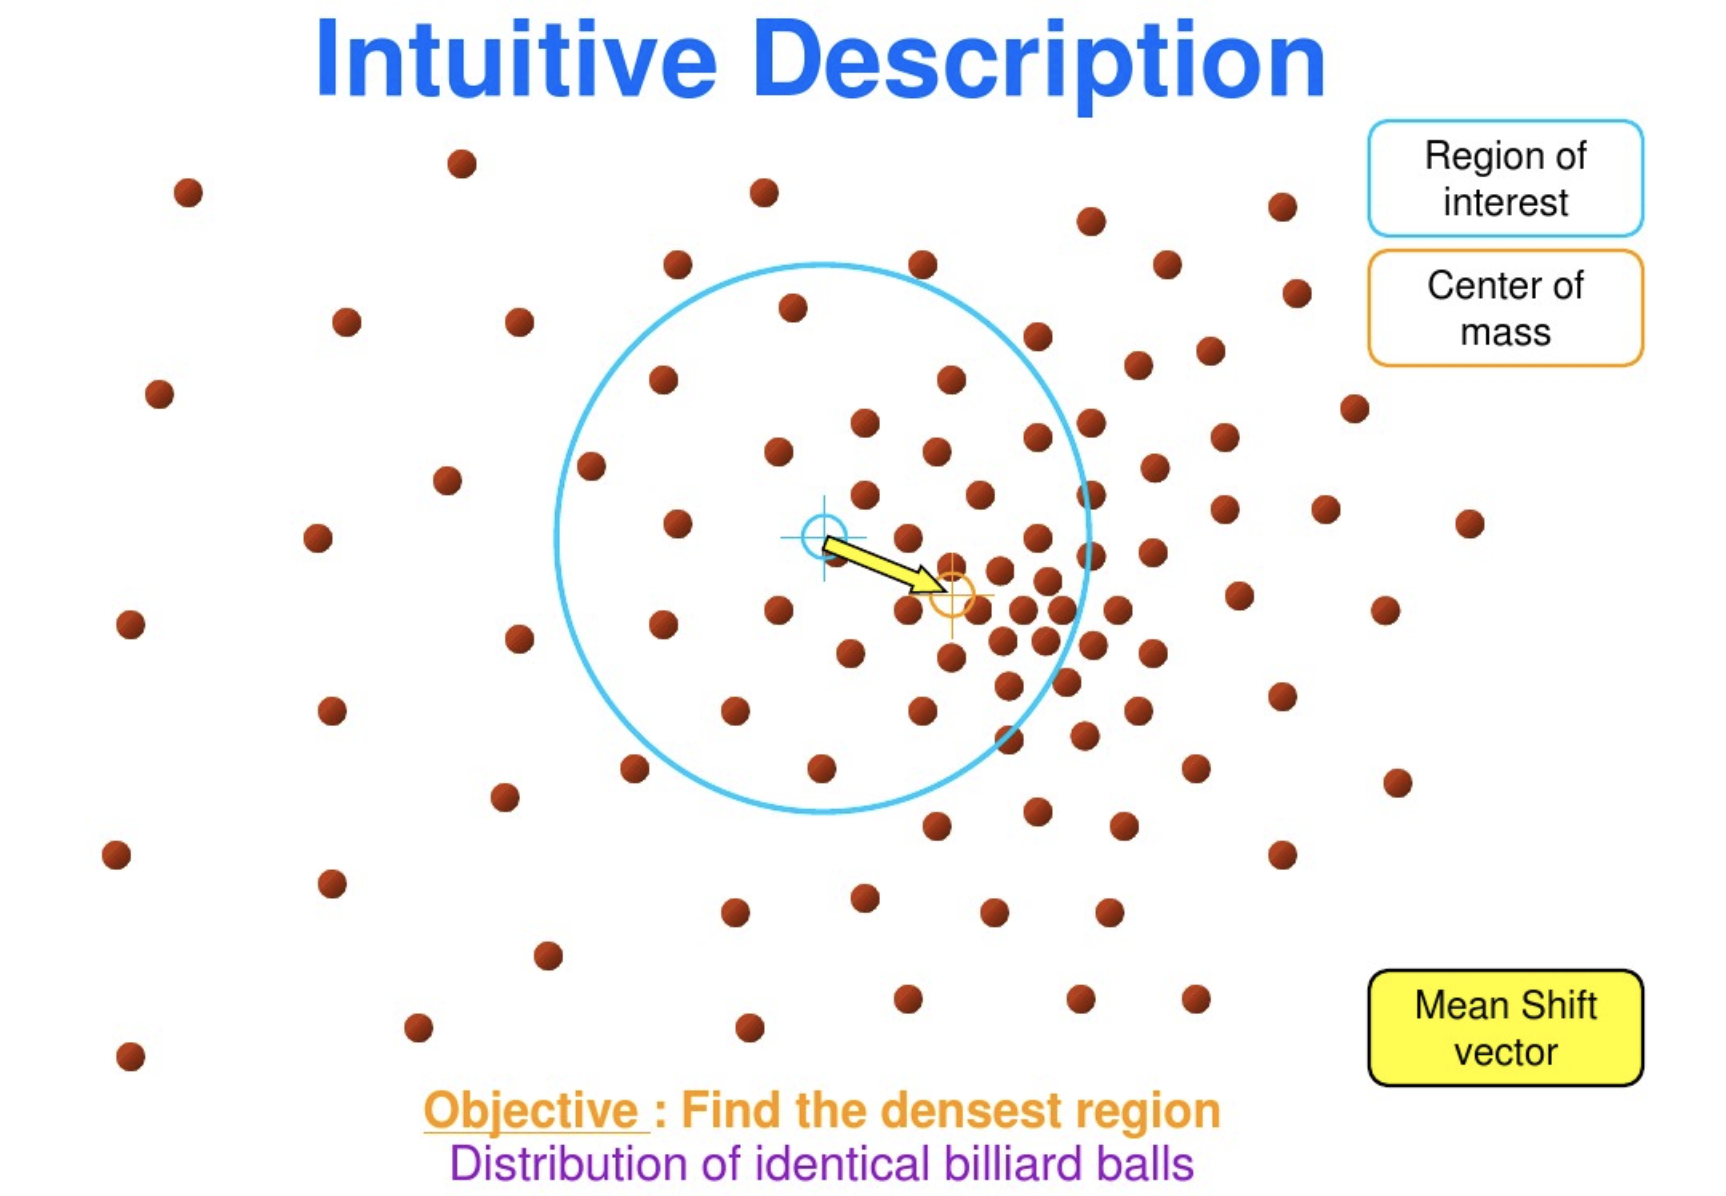 Intuitive Description
Region of
interest
Center of
mass
Mean Shift
vector
Objective : Find the densest region
Distribution of identical billiard balls